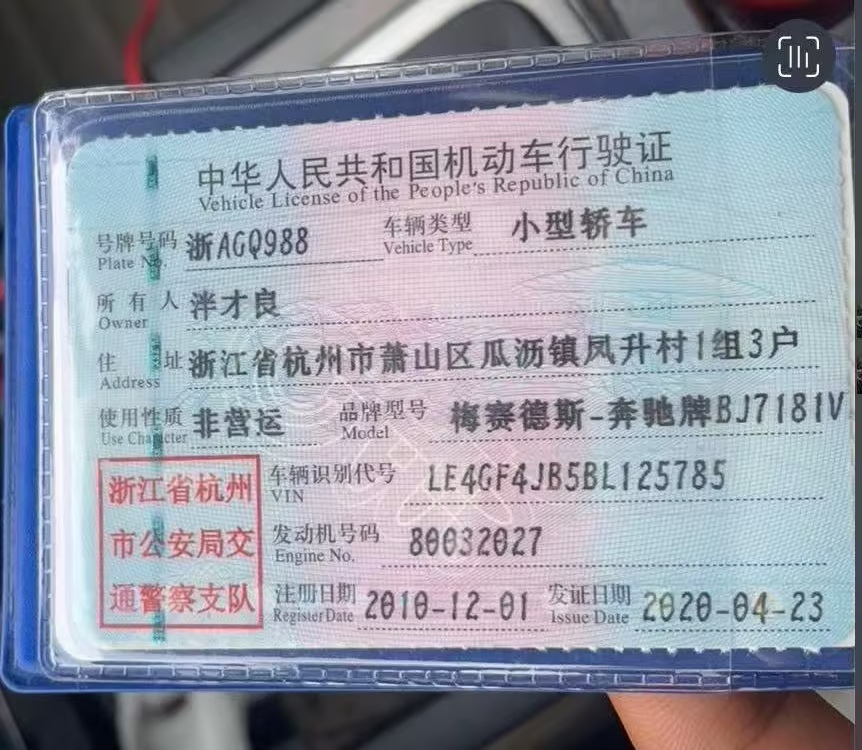 中华人民共和国机动车行驶证
Vehicle License of the People's Republic of China
号牌号码 浙AGQ988 车辆类型 小型轿车
Plate No. Vehicle Type
所有人 泮才良
Owner
住址 浙江省杭州市萧山区瓜沥镇凤升村1组3户
Address
使用性质 非营运 品牌型号 梅赛德斯-奔驰牌BJ7181V
Use Character Model
浙江省杭州 车辆识别代号 LE4GF4JB5BL125785
VIN
市公安局交 发动机号码 80032027
Engine No.
通警察支队 注册日期 2010-12-01 发证日期 2020-04-23
Register Date Issue Date